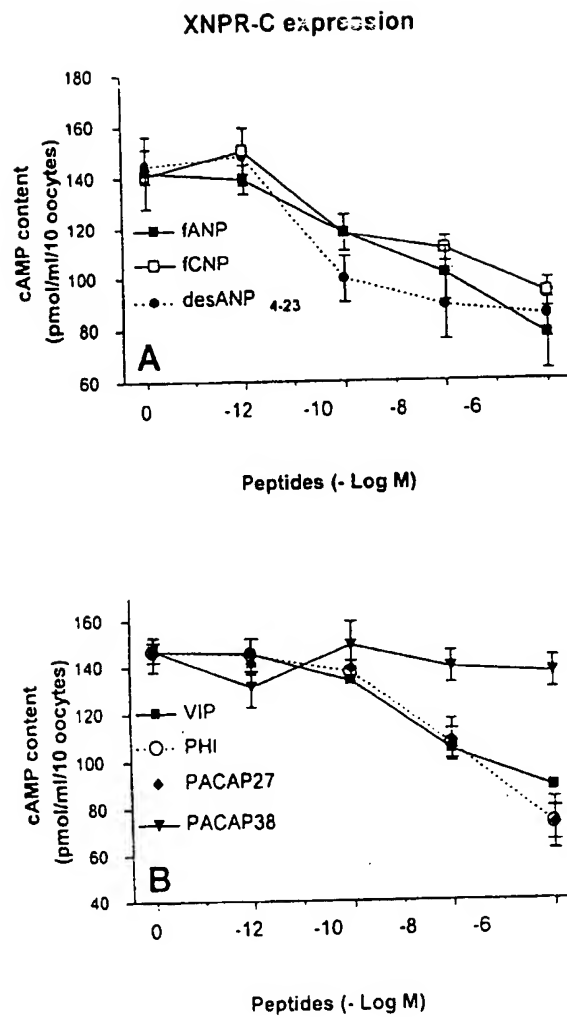 XNPR-C expression
180
160
140
120
100
80
60
cAMP content
(pmol/ml/10 oocytes)
fANP
fCNP
desANP 4-23
A
0 -12 -10 -8 -6
Peptides (- Log M)
160
140
120
100
80
60
40
cAMP content
(pmol/ml/10 oocytes)
VIP
PHI
PACAP27
PACAP38
B
0 -12 -10 -8 -6
Peptides (- Log M)